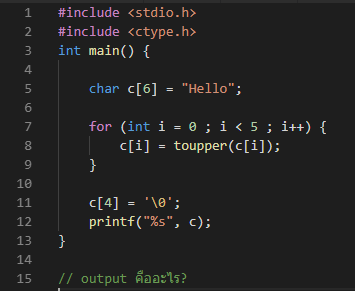 1 #include <stdio.h>
2 #include <ctype.h>
3 int main() {
4
5     char c[6] = "Hello";
6
7     for (int i = 0 ; i < 5 ; i++) {
8         c[i] = toupper(c[i]);
9     }
10
11     c[4] = '\0';
12     printf("%s", c);
13 }
14
15 // output คืออะไร?